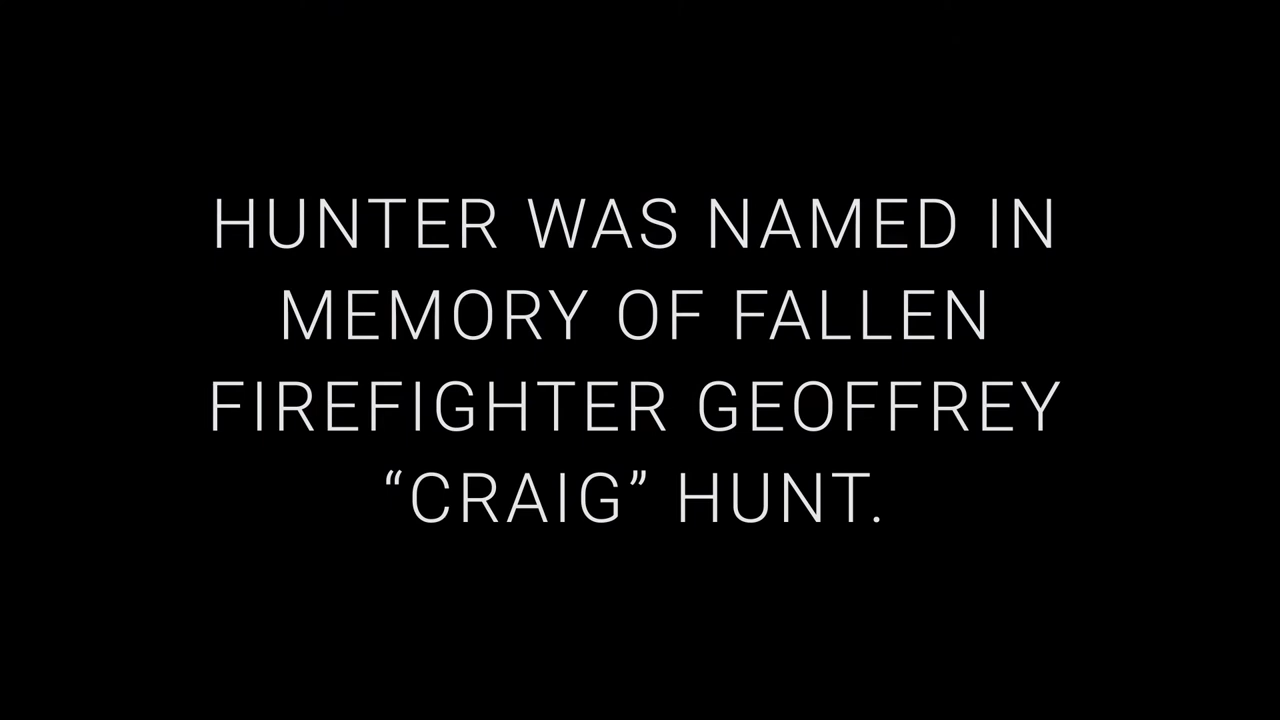 HUNTER WAS NAMED IN
MEMORY OF FALLEN
FIREFIGHTER GEOFFREY
“CRAIG” HUNT.